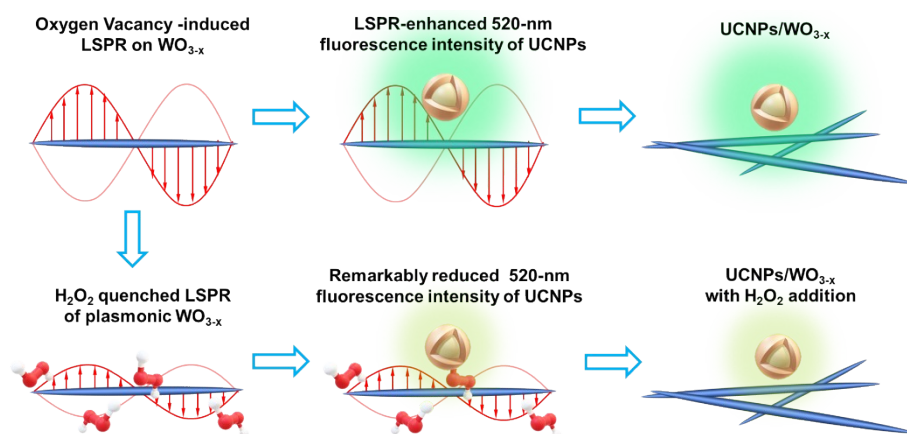 Oxygen Vacancy -induced
LSPR on WO₃₋ₓ
LSPR-enhanced 520-nm
fluorescence intensity of UCNPs
UCNPs/WO₃₋ₓ
H₂O₂ quenched LSPR
of plasmonic WO₃₋ₓ
Remarkably reduced 520-nm
fluorescence intensity of UCNPs
UCNPs/WO₃₋ₓ
with H₂O₂ addition